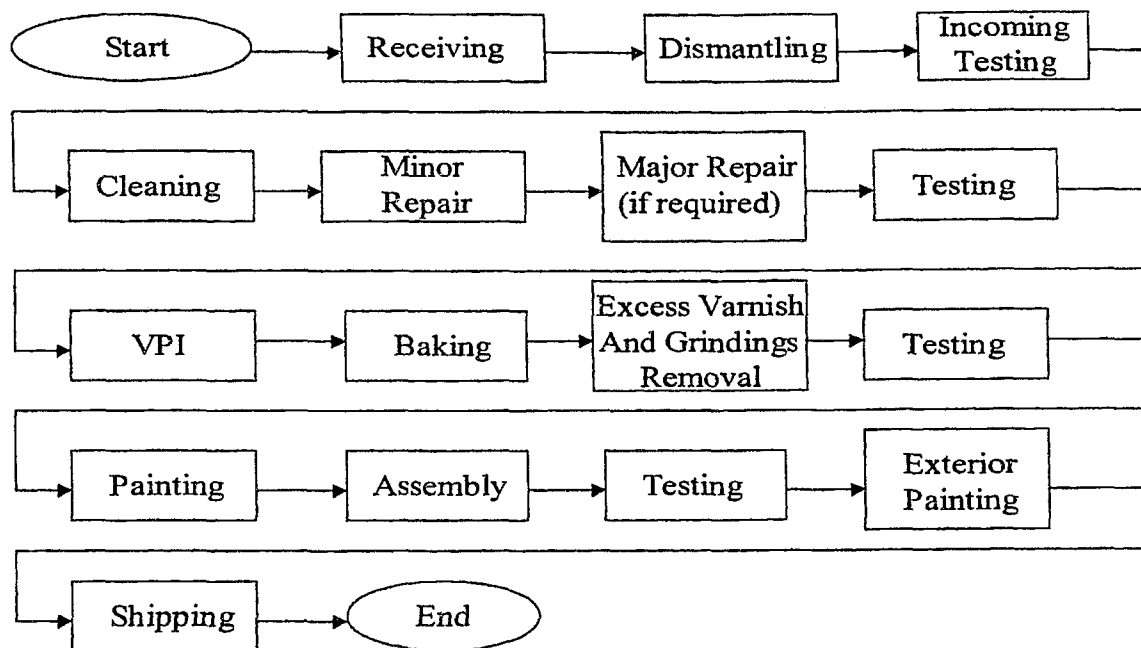 Start
Receiving
Dismantling
Incoming
Testing
Cleaning
Minor
Repair
Major Repair
(if required)
Testing
VPI
Baking
Excess Varnish
And Grindings
Removal
Testing
Painting
Assembly
Testing
Exterior
Painting
Shipping
End